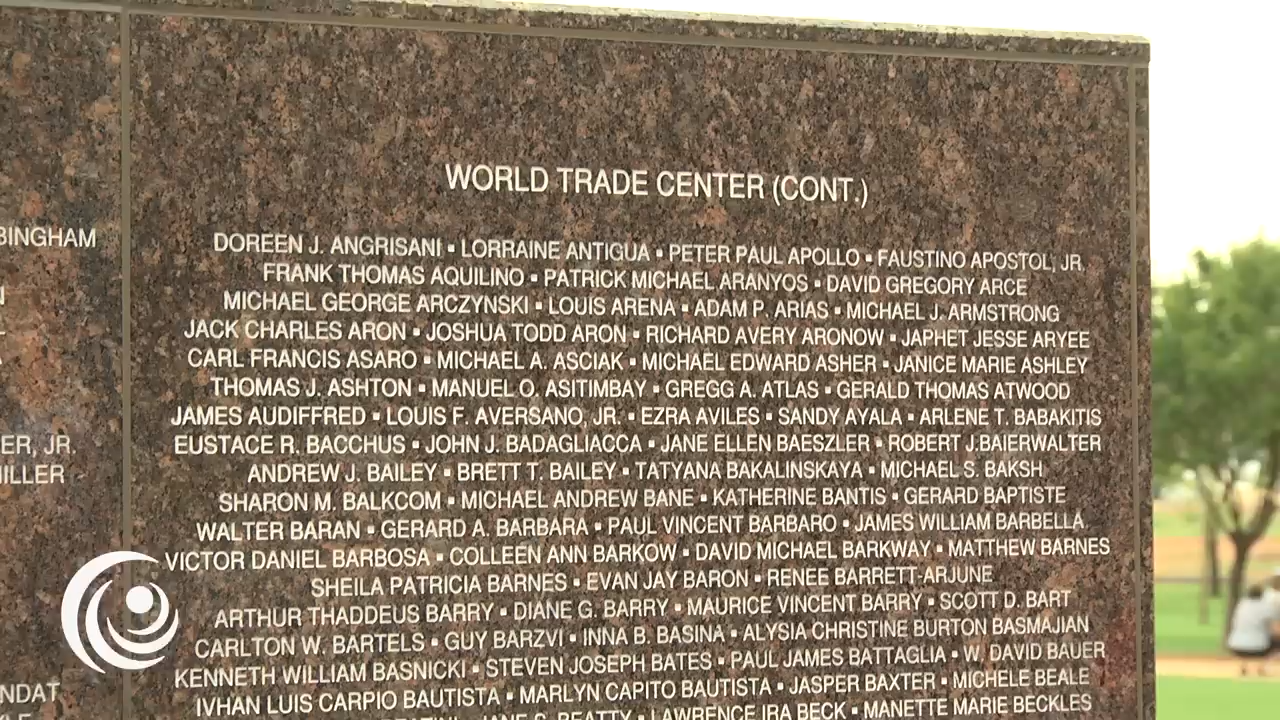 WORLD TRADE CENTER (CONT.)
BINGHAM
DOREEN J. ANGRISANI ▪ LORRAINE ANTIGUA ▪ PETER PAUL APOLLO ▪ FAUSTINO APOSTOL, JR.
FRANK THOMAS AQUILINO ▪ PATRICK MICHAEL ARANYOS ▪ DAVID GREGORY ARCE
MICHAEL GEORGE ARCZYNSKI ▪ LOUIS ARENA ▪ ADAM P. ARIAS ▪ MICHAEL J. ARMSTRONG
JACK CHARLES ARON ▪ JOSHUA TODD ARON ▪ RICHARD AVERY ARONOW ▪ JAPHET JESSE ARYEE
CARL FRANCIS ASARO ▪ MICHAEL A. ASCIAK ▪ MICHAEL EDWARD ASHER ▪ JANICE MARIE ASHLEY
THOMAS J. ASHTON ▪ MANUEL O. ASITIMBAY ▪ GREGG A. ATLAS ▪ GERALD THOMAS ATWOOD
JAMES AUDIFFRED ▪ LOUIS F. AVERSANO, JR. ▪ EZRA AVILES ▪ SANDY AYALA ▪ ARLENE T. BABAKITIS
ER, JR.
EUSTACE R. BACCHUS ▪ JOHN J. BADAGLIACCA ▪ JANE ELLEN BAESZLER ▪ ROBERT J.BAIERWALTER
ANDREW J. BAILEY ▪ BRETT T. BAILEY ▪ TATYANA BAKALINSKAYA ▪ MICHAEL S. BAKSH
SHARON M. BALKCOM ▪ MICHAEL ANDREW BANE ▪ KATHERINE BANTIS ▪ GERARD BAPTISTE
WALTER BARAN ▪ GERARD A. BARBARA ▪ PAUL VINCENT BARBARO ▪ JAMES WILLIAM BARBELLA
VICTOR DANIEL BARBOSA ▪ COLLEEN ANN BARKOW ▪ DAVID MICHAEL BARKWAY ▪ MATTHEW BARNES
SHEILA PATRICIA BARNES ▪ EVAN JAY BARON ▪ RENEE BARRETT-ARJUNE
ARTHUR THADDEUS BARRY ▪ DIANE G. BARRY ▪ MAURICE VINCENT BARRY ▪ SCOTT D. BART
CARLTON W. BARTELS ▪ GUY BARZVI ▪ INNA B. BASINA ▪ ALYSIA CHRISTINE BURTON BASMAJIAN
KENNETH WILLIAM BASNICKI ▪ STEVEN JOSEPH BATES ▪ PAUL JAMES BATTAGLIA ▪ W. DAVID BAUER
NDAT
IVHAN LUIS CARPIO BAUTISTA ▪ MARLYN CAPITO BAUTISTA ▪ JASPER BAXTER ▪ MICHELE BEALE
JANE S. BEATTY ▪ LAWRENCE IRA BECK ▪ MANETTE MARIE BECKLES